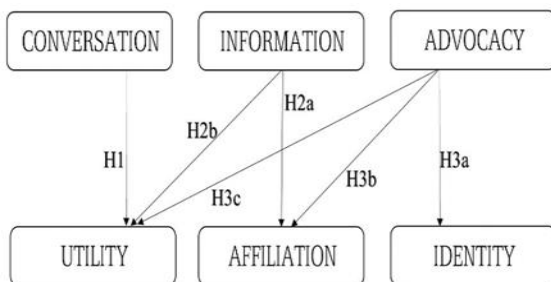 CONVERSATION
INFORMATION
ADVOCACY
H2a
H2b
H1
H3a
H3b
H3c
UTILITY
AFFILIATION
IDENTITY